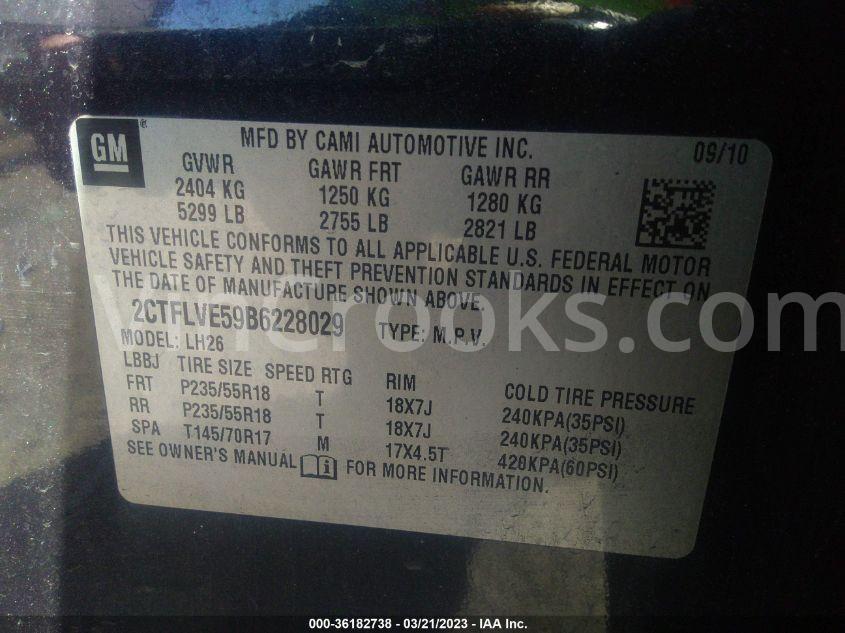 GM
MFD BY CAMI AUTOMOTIVE INC. 09/10
GVWR GAWR FRT GAWR RR
2404 KG 1250 KG 1280 KG
5299 LB 2755 LB 2821 LB
THIS VEHICLE CONFORMS TO ALL APPLICABLE U.S. FEDERAL MOTOR
VEHICLE SAFETY AND THEFT PREVENTION STANDARDS IN EFFECT ON
THE DATE OF MANUFACTURE SHOWN ABOVE.
2CTFLVE59B6228029 TYPE: M.P.V.
MODEL: LH26
LBBJ TIRE SIZE SPEED RTG RIM COLD TIRE PRESSURE
FRT P235/55R18 T 18X7J 240KPA(35PSI)
RR P235/55R18 T 18X7J 240KPA(35PSI)
SPA T145/70R17 M 17X4.5T 420KPA(60PSI)
SEE OWNER'S MANUAL i FOR MORE INFORMATION.
VinCrooks.com
000-36182738 - 03/21/2023 - IAA Inc.